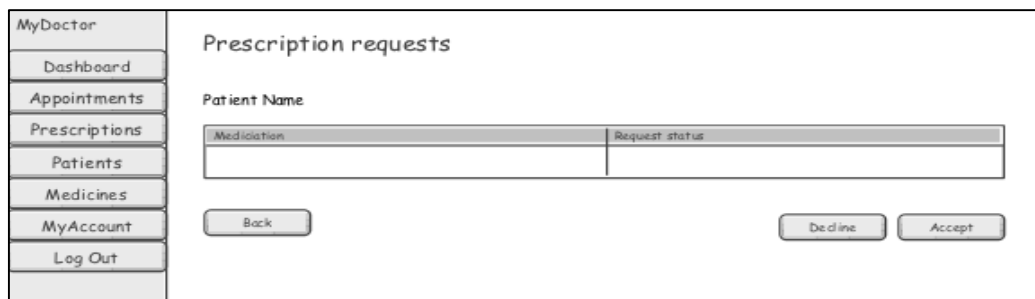 MyDoctor
Dashboard
Appointments
Prescriptions
Patients
Medicines
MyAccount
Log Out
Prescription requests
Patient Name
Mediciation Request status
Back Decline Accept